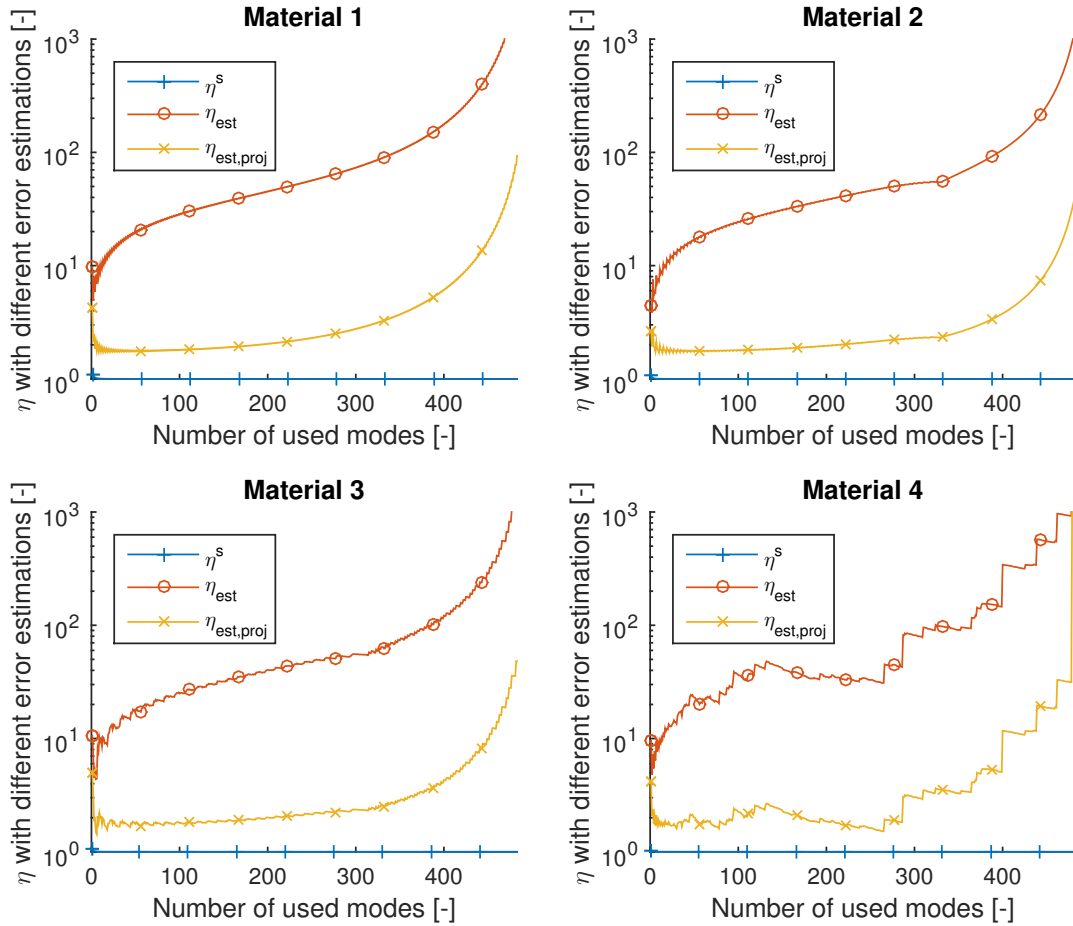 Material 1
η with different error estimations [-]
10^3
10^2
10^1
10^0
η^s
η_est
η_est,proj
0 100 200 300 400
Number of used modes [-]
Material 2
η with different error estimations [-]
10^3
10^2
10^1
10^0
η^s
η_est
η_est,proj
0 100 200 300 400
Number of used modes [-]
Material 3
η with different error estimations [-]
10^3
10^2
10^1
10^0
η^s
η_est
η_est,proj
0 100 200 300 400
Number of used modes [-]
Material 4
η with different error estimations [-]
10^3
10^2
10^1
10^0
η^s
η_est
η_est,proj
0 100 200 300 400
Number of used modes [-]